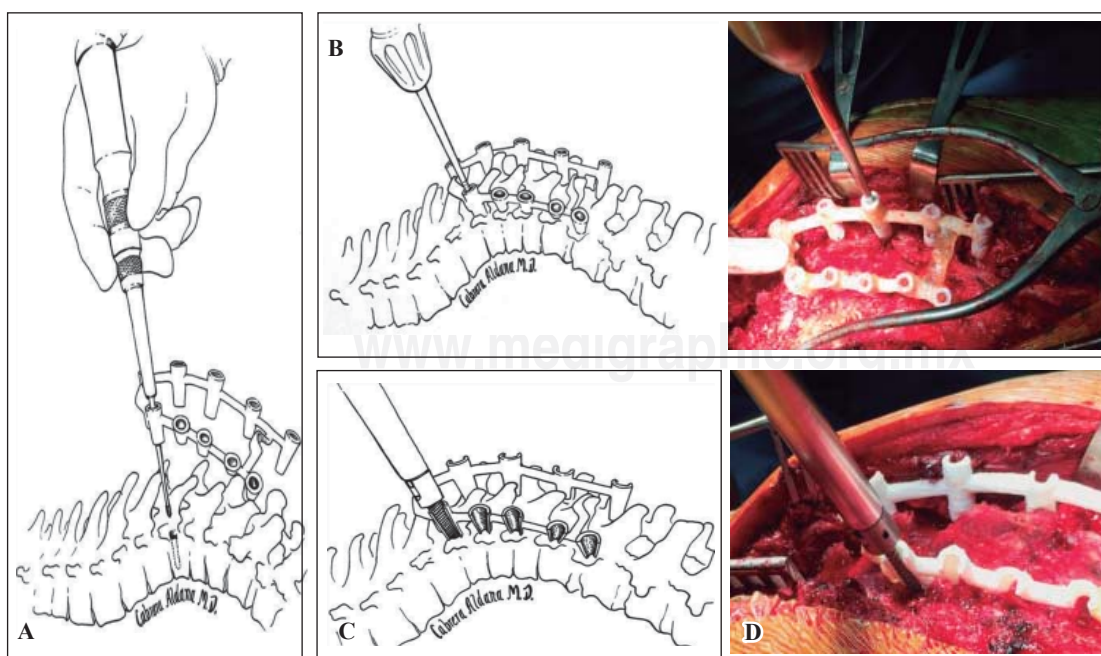 A
Cabrera Aldana M.D.
B
Cabrera Aldana M.D.
www.medigraphic.org.mx
C
Cabrera Aldana M.D.
D